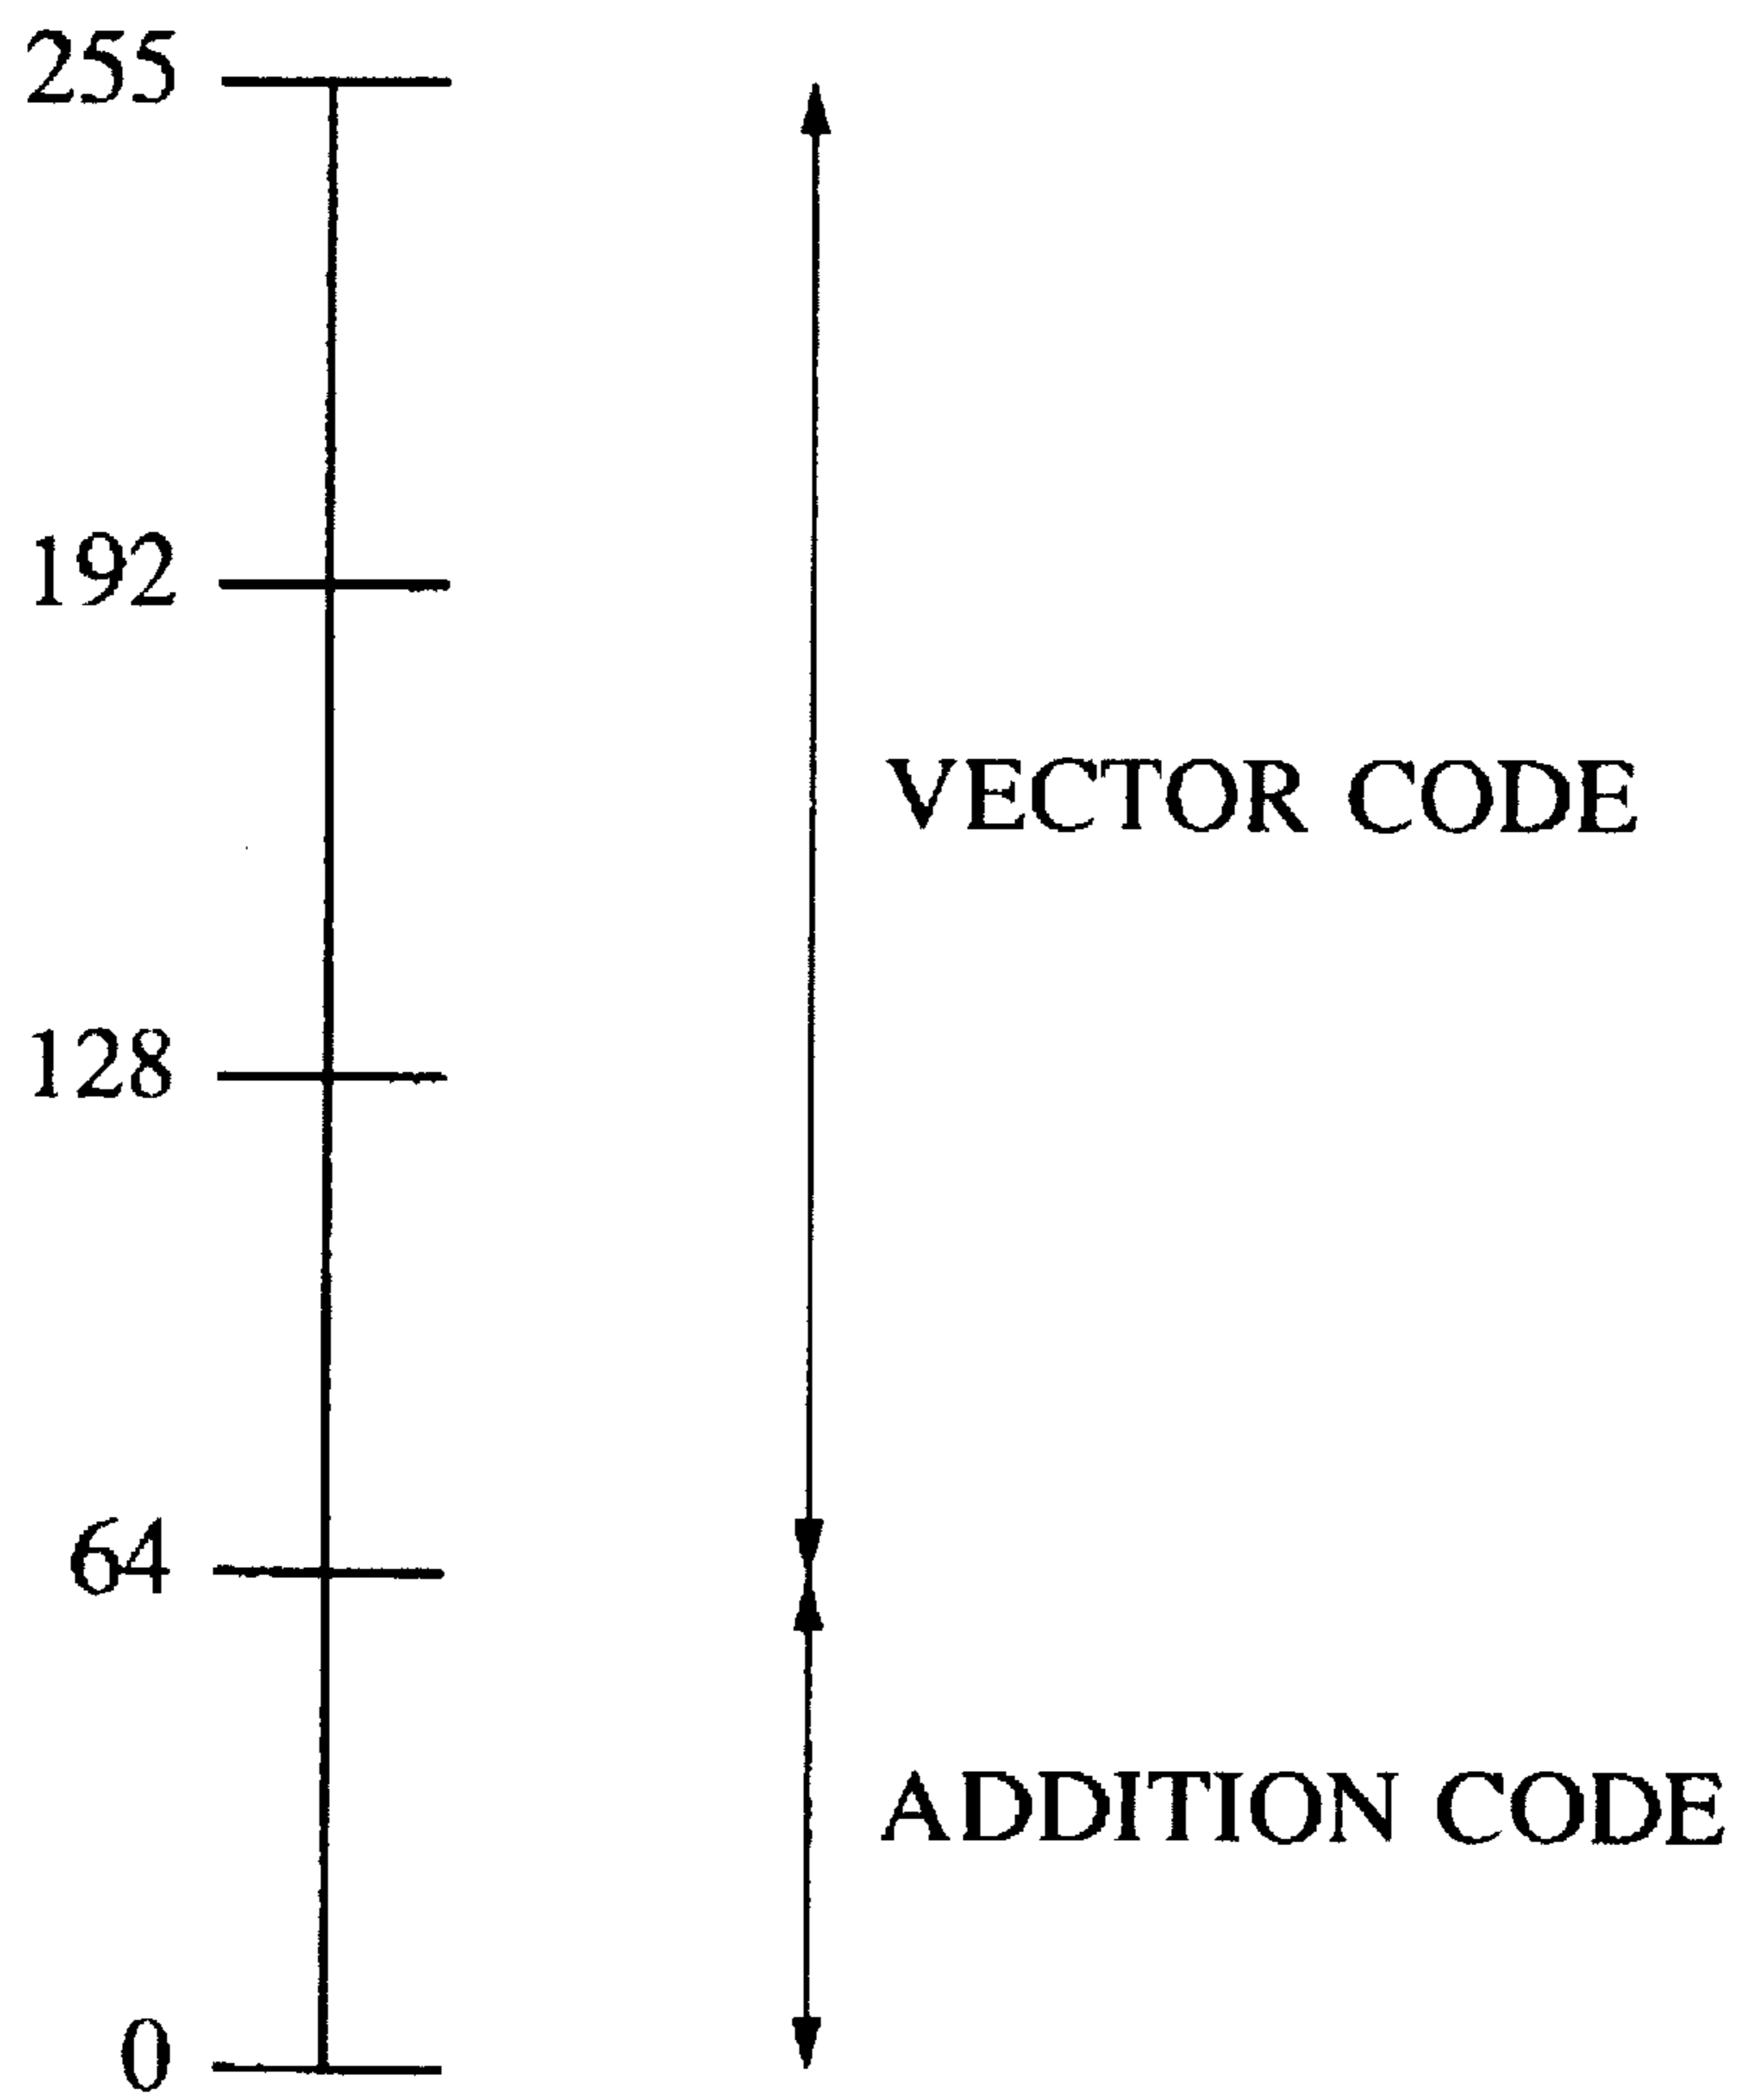 255
192
VECTOR CODE
128
64
ADDITION CODE
0